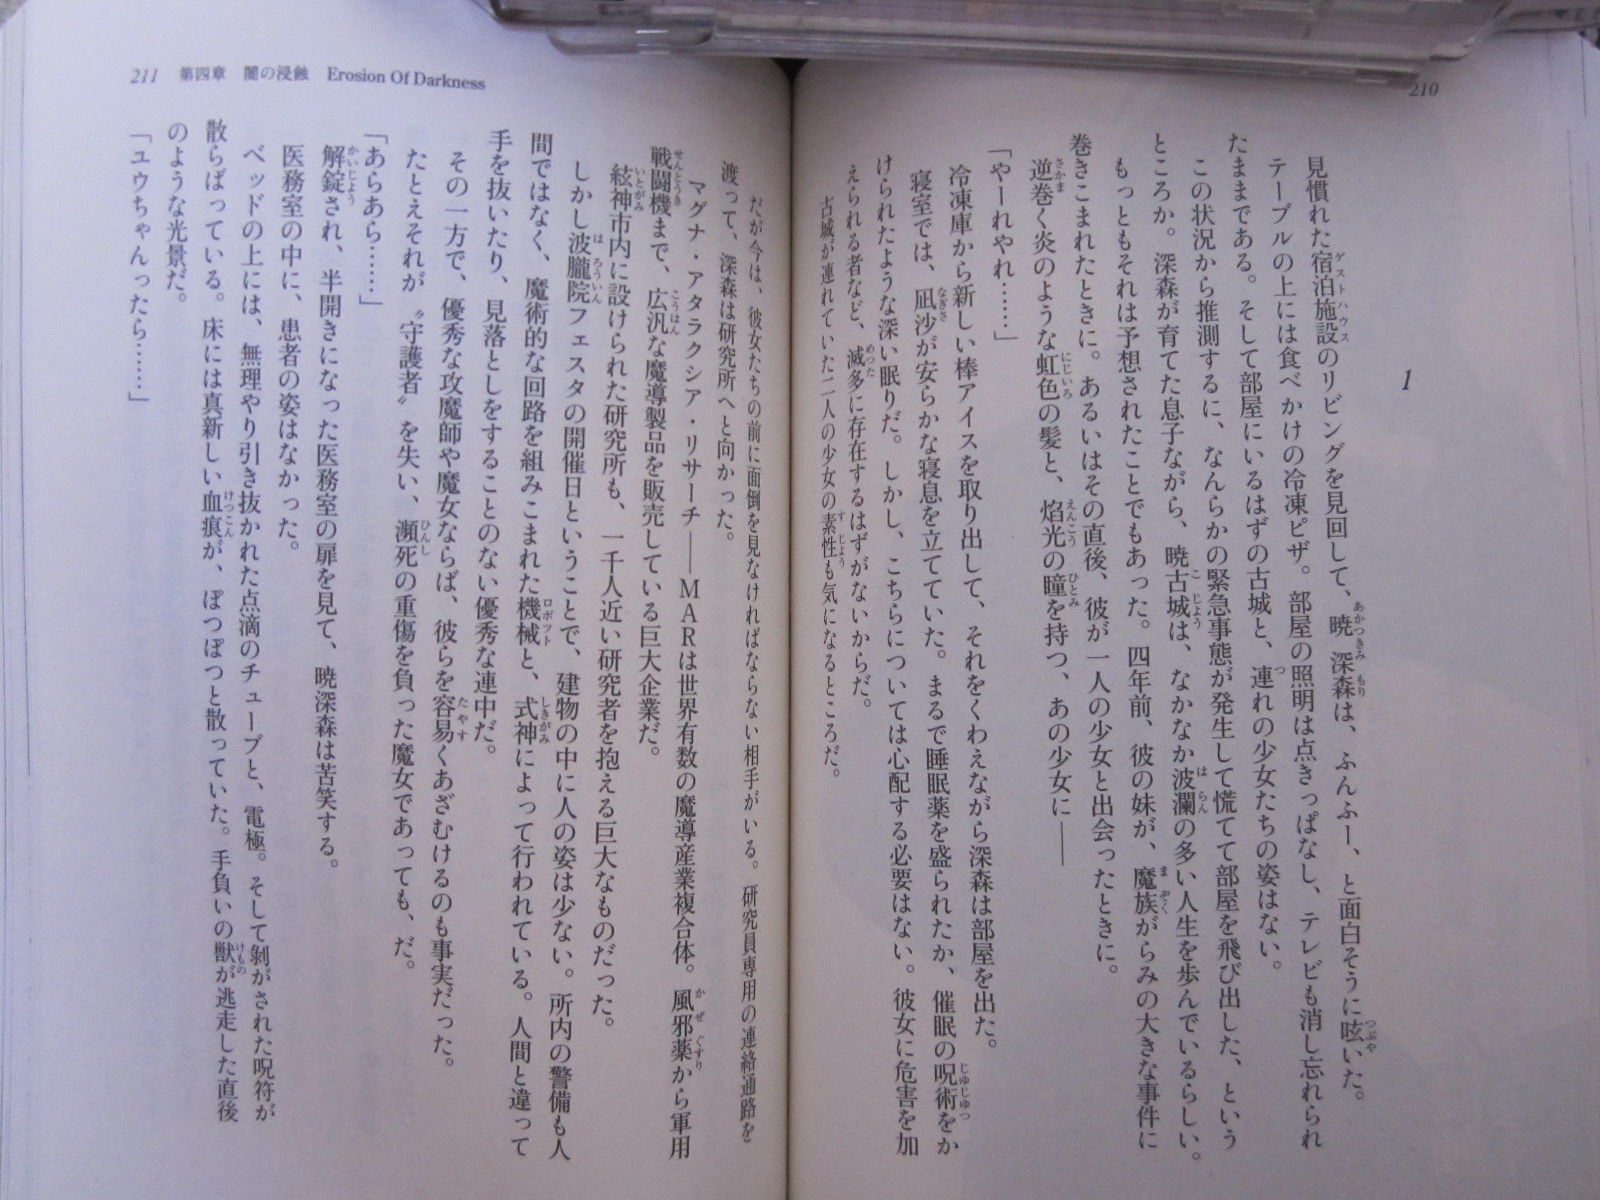 210
1
見慣れた宿泊施設のリビングを見回して、暁深森は、ふんふー、と面白そうに呟いた。
テーブルの上には食べかけの冷凍ピザ。部屋の照明は点きっぱなし、テレビも消し忘れられ
たままである。そして部屋にいるはずの古城と、連れの少女たちの姿はない。
この状況から推測するに、なんらかの緊急事態が発生して慌てて部屋を飛び出した、という
ところか。深森が育てた息子ながら、暁古城は、なかなか波瀾の多い人生を歩んでいるらしい。
もっともそれは予想されたことでもあった。四年前、彼の妹が、魔族がらみの大きな事件に
巻きこまれたときに。あるいはその直後、彼が一人の少女と出会ったときに。
逆巻く炎のような虹色の髪と、焰光の瞳を持つ、あの少女に――
「やーれやれ……」
冷凍庫から新しい棒アイスを取り出して、それをくわえながら深森は部屋を出た。
寝室では、凪沙が安らかな寝息を立てていた。まるで睡眠薬を盛られたか、催眠の呪術をか
けられたような深い眠りだ。しかし、こちらについては心配する必要はない。彼女に危害を加
えられる者など、滅多に存在するはずがないからだ。
古城が連れていた二人の少女の素性も気になるところだ。
だが今は、彼女たちの前に面倒を見なければならない相手がいる。研究員専用の連絡通路を
渡って、深森は研究所へと向かった。
マグナ・アタラクシア・リサーチ――ＭＡＲは世界有数の魔導産業複合体。風邪薬から軍用
戦闘機まで、広汎な魔導製品を販売している巨大企業だ。
絃神市内に設けられた研究所も、一千人近い研究者を抱える巨大なものだった。
しかし波朧院フェスタの開催日ということで、建物の中に人の姿は少ない。所内の警備も人
間ではなく、魔術的な回路を組みこまれた機械と、式神によって行われている。人間と違って
手を抜いたり、見落としをすることのない優秀な連中だ。
その一方で、優秀な攻魔師や魔女ならば、彼らを容易くあざむけるのも事実だった。
たとえそれが〝守護者〟を失い、瀕死の重傷を負った魔女であっても、だ。
「あらあら……」
解錠され、半開きになった医務室の扉を見て、暁深森は苦笑する。
医務室の中に、患者の姿はなかった。
ベッドの上には、無理やり引き抜かれた点滴のチューブと、電極。そして剝がされた呪符が
散らばっている。床には真新しい血痕が、ぽつぽつと散っていた。手負いの獣が逃走した直後
のような光景だ。
「ユウちゃんったら……」
211 第四章 闇の浸蝕 Erosion Of Darkness